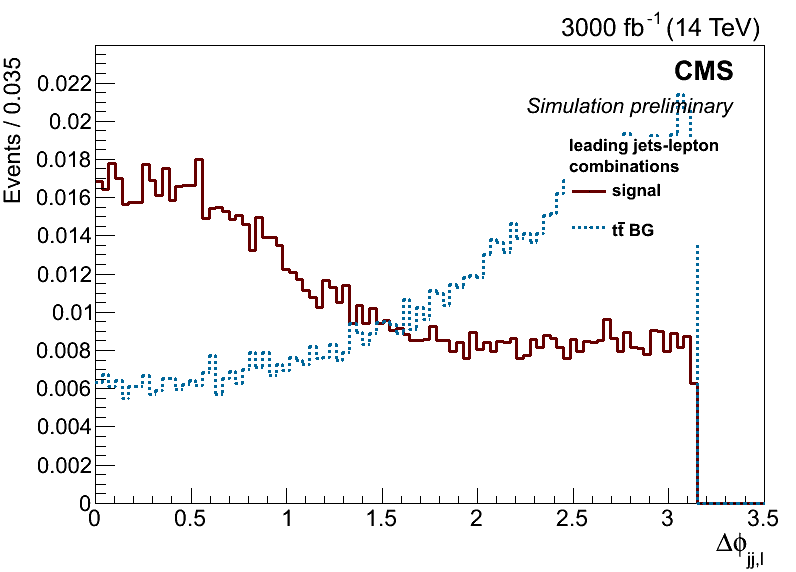 3000 fb⁻¹ (14 TeV)
CMS
Simulation preliminary
leading jets-lepton
combinations
signal
tt̄ BG
Events / 0.035
0.022
0.02
0.018
0.016
0.014
0.012
0.01
0.008
0.006
0.004
0.002
0
0 0.5 1 1.5 2 2.5 3 3.5
Δϕjj,l